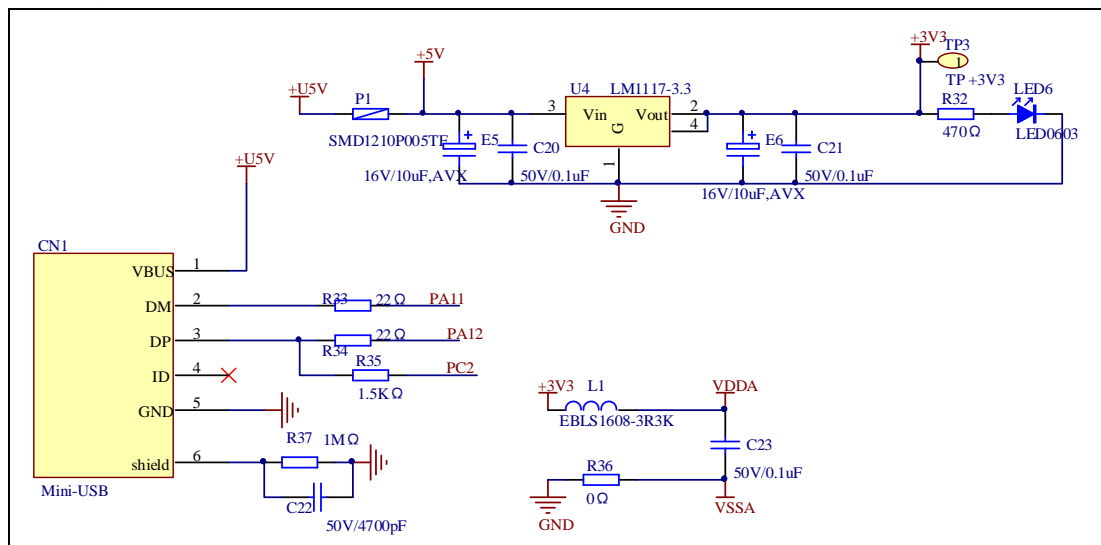 +3V3
TP3
1
+5V
TP +3V3
+U5V
P1
U4
LM1117-3.3
R32
LED6
3
Vin
Vout
2
4
G
1
SMD1210P005TF
E5
C20
E6
C21
470Ω
LED0603
16V/10uF,AVX
50V/0.1uF
16V/10uF,AVX
50V/0.1uF
GND
+U5V
CN1
VBUS
1
DM
2
R33
22Ω
PA11
DP
3
R34
22Ω
PA12
ID
4
R35
PC2
1.5KΩ
GND
5
shield
6
R37
1MΩ
C22
50V/4700pF
Mini-USB
+3V3
L1
VDDA
EBLS1608-3R3K
C23
R36
50V/0.1uF
0Ω
GND
VSSA